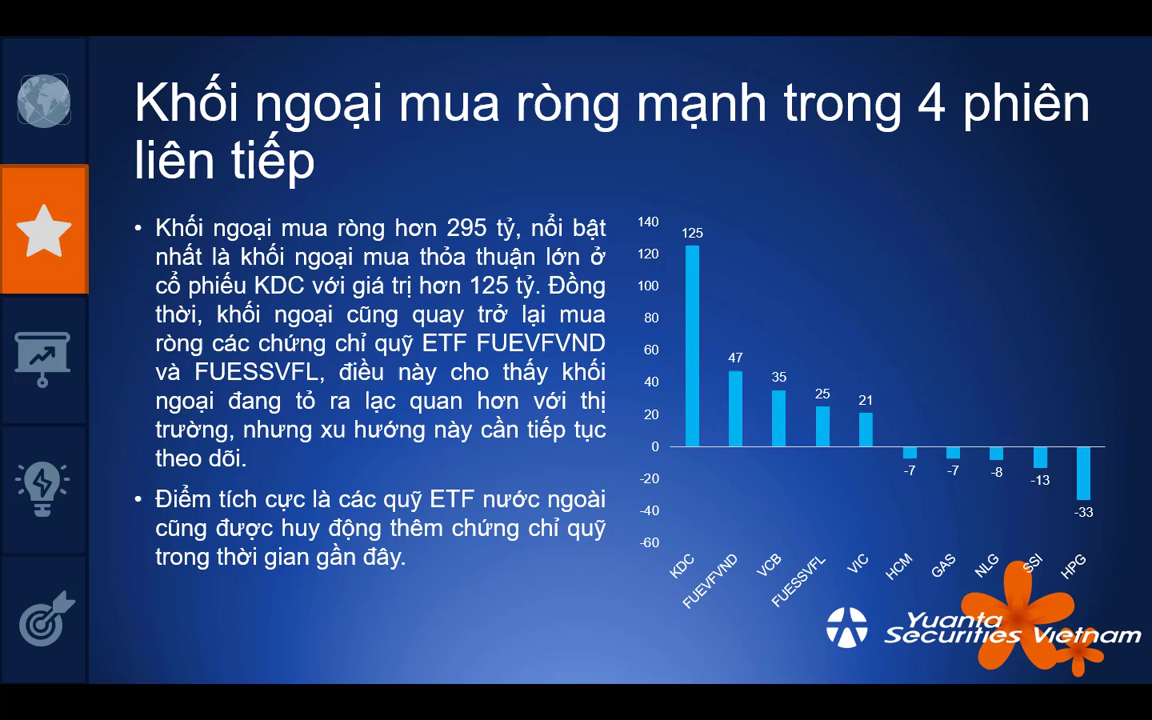 Khối ngoại mua ròng mạnh trong 4 phiên
liên tiếp
• Khối ngoại mua ròng hơn 295 tỷ, nổi bật
nhất là khối ngoại mua thỏa thuận lớn ở
cổ phiếu KDC với giá trị hơn 125 tỷ. Đồng
thời, khối ngoại cũng quay trở lại mua
ròng các chứng chỉ quỹ ETF FUEVFVND
và FUESSVFL, điều này cho thấy khối
ngoại đang tỏ ra lạc quan hơn với thị
trường, nhưng xu hướng này cần tiếp tục
theo dõi.
• Điểm tích cực là các quỹ ETF nước ngoài
cũng được huy động thêm chứng chỉ quỹ
trong thời gian gần đây.
140
120
100
80
60
40
20
0
-20
-40
-60
125
47
35
25
21
-7
-7
-8
-13
-33
KDC
FUEVFVND
VCB
FUESSVFL
VIC
HCM
GAS
NLG
SSI
HPG
Yuanta
Securities Vietnam